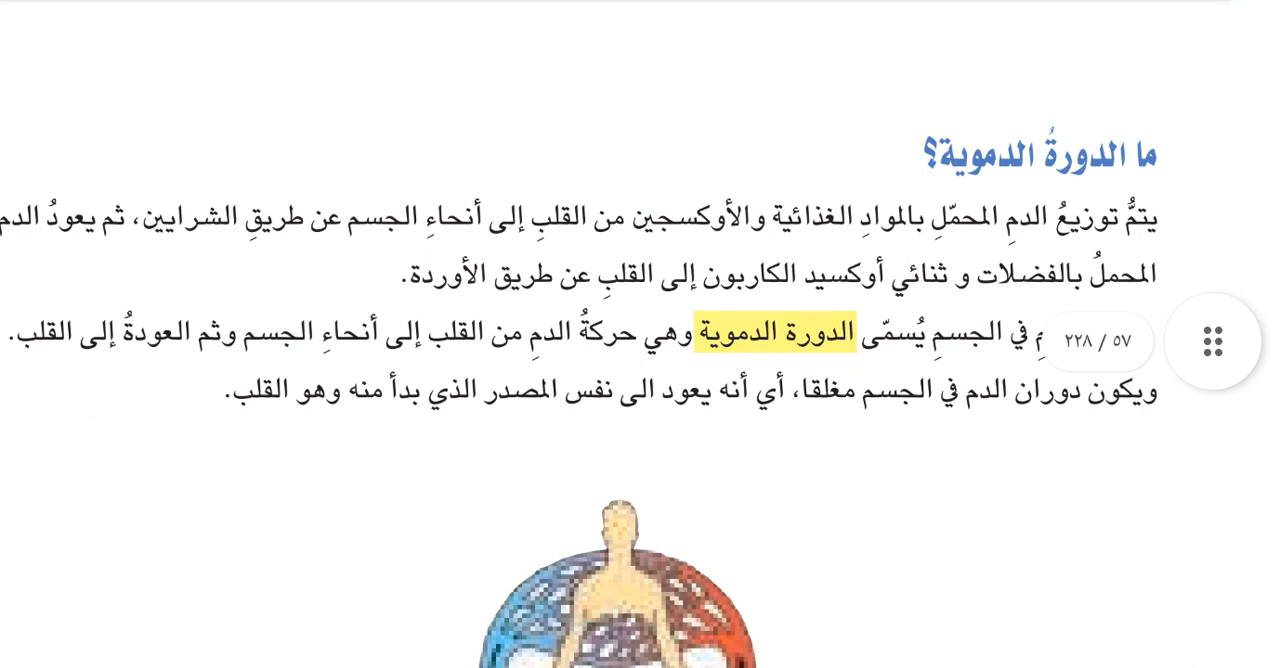 ما الدورةُ الدموية؟
يتمُّ توزيعُ الدمِ المحمّلِ بالموادِ الغذائية والأوكسجين من القلبِ إلى أنحاءِ الجسم عن طريقِ الشرايين، ثم يعودُ الدم
المحملُ بالفضلات و ثنائي أوكسيد الكاربون إلى القلبِ عن طريق الأوردة.
في الجسمِ يُسمّى الدورة الدموية وهي حركةُ الدمِ من القلب إلى أنحاءِ الجسم وثم العودةُ إلى القلب.
٥٧ / ٢٢٨
ويكون دوران الدم في الجسم مغلقا، أي أنه يعود الى نفس المصدر الذي بدأ منه وهو القلب.